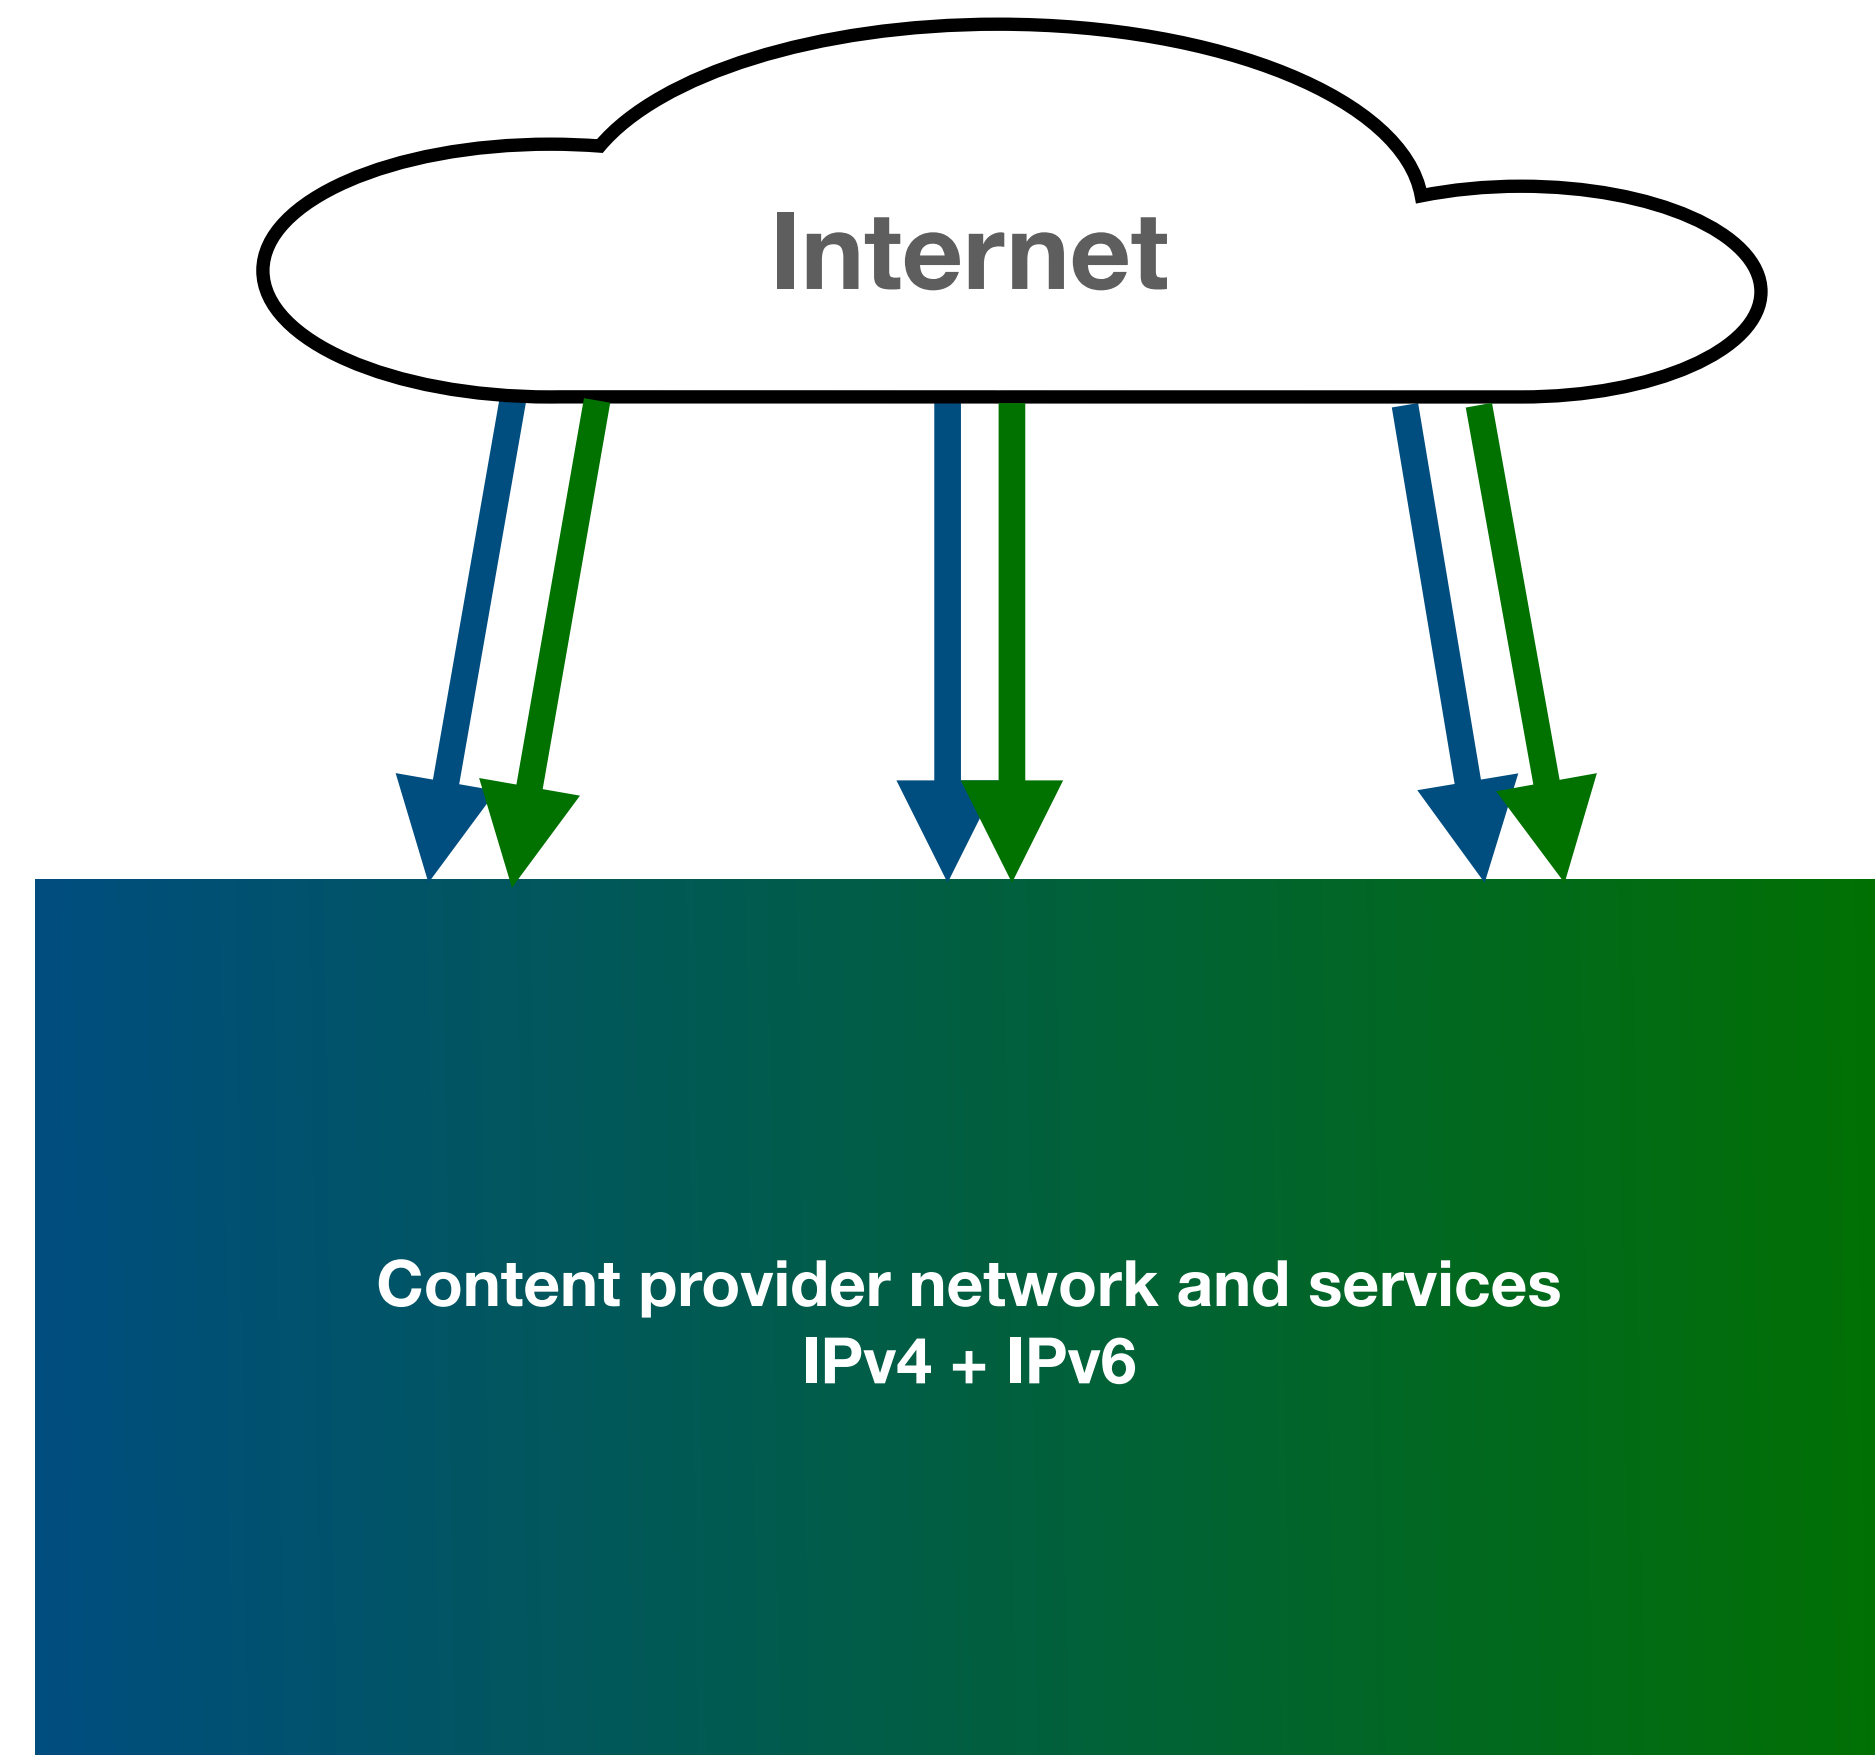 Internet
Content provider network and services
IPv4 + IPv6